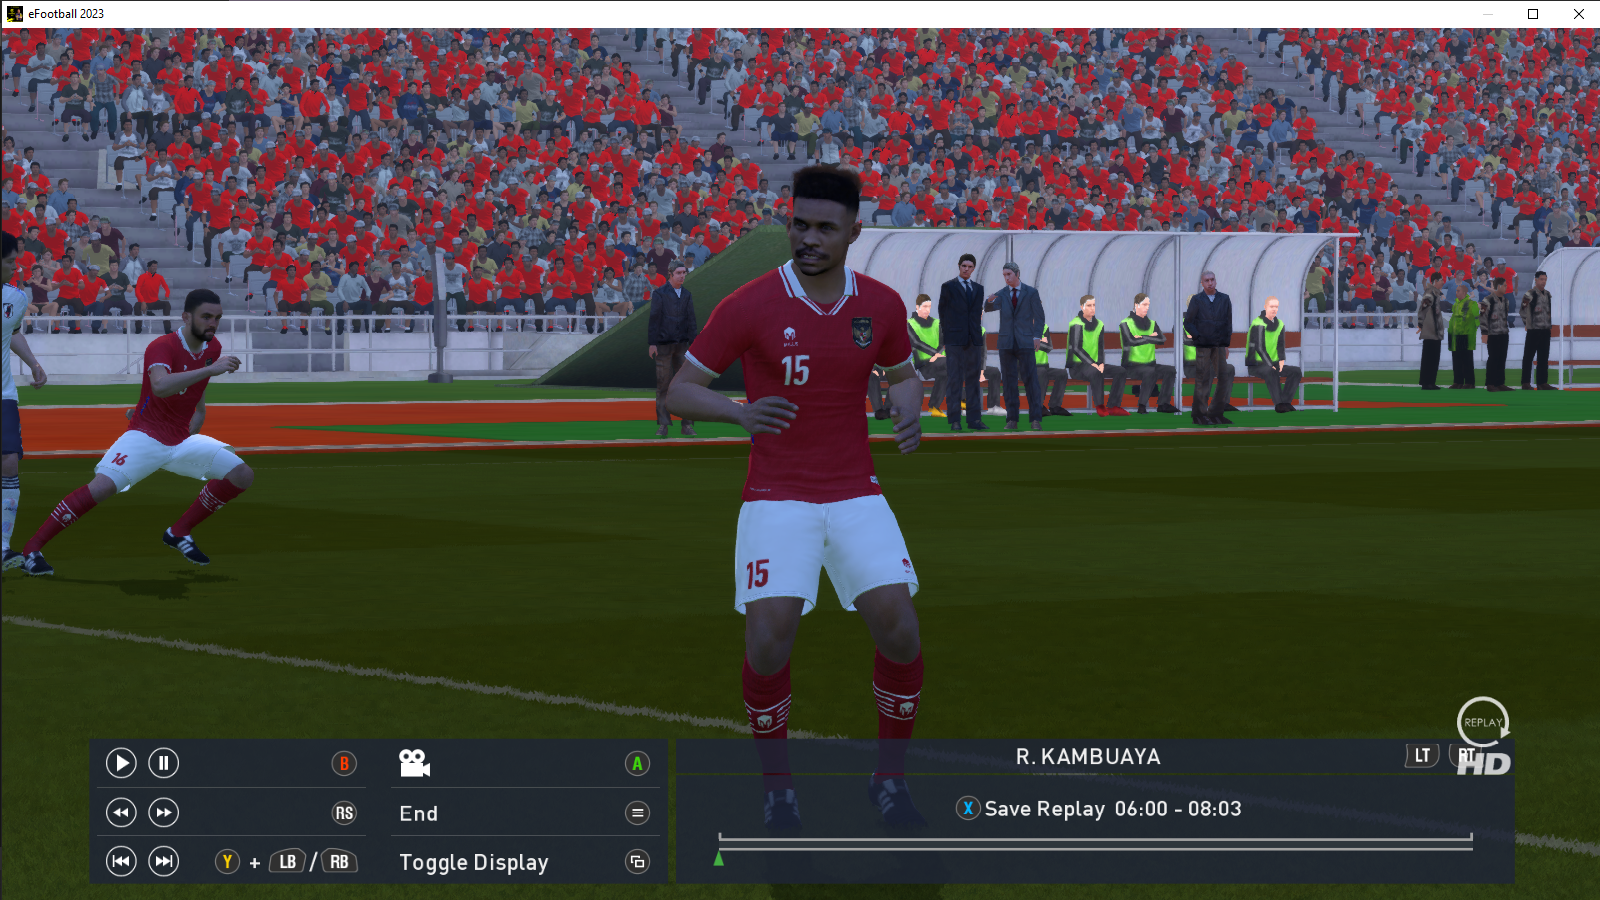 eFootball 2023
15
16
15
REPLAY
HD
B
A
R. KAMBUAYA
LT RT
RS
End
X Save Replay 06:00 - 08:03
Y + LB / RB
Toggle Display